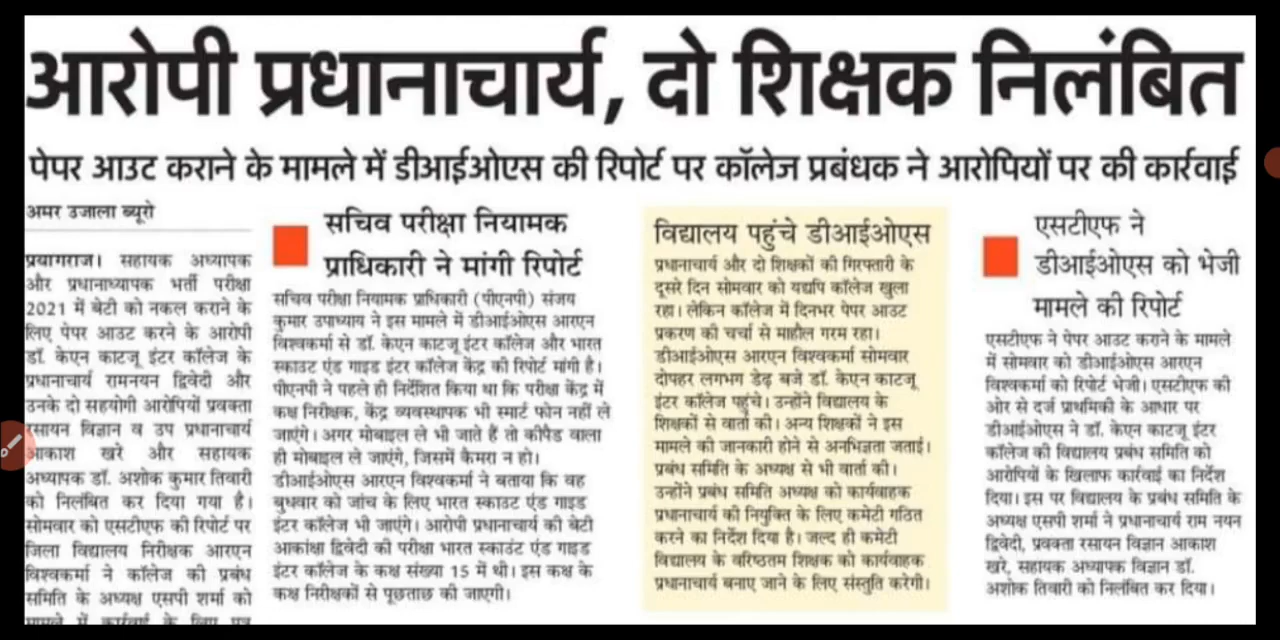 आरोपी प्रधानाचार्य, दो शिक्षक निलंबित
पेपर आउट कराने के मामले में डीआईओएस की रिपोर्ट पर कॉलेज प्रबंधक ने आरोपियों पर की कार्रवाई
अमर उजाला ब्यूरो
प्रयागराज। सहायक अध्यापक
और प्रधानाध्यापक भर्ती परीक्षा
2021 में बेटी को नकल कराने के
लिए पेपर आउट करने के आरोपी
डॉ. केएन काटजू इंटर कॉलेज के
प्रधानाचार्य रामनयन द्विवेदी और
उनके दो सहयोगी आरोपियों प्रवक्ता
रसायन विज्ञान व उप प्रधानाचार्य
आकाश खरे और सहायक
अध्यापक डॉ. अशोक कुमार तिवारी
को निलंबित कर दिया गया है।
सोमवार को एसटीएफ की रिपोर्ट पर
जिला विद्यालय निरीक्षक आरएन
विश्वकर्मा ने कॉलेज की प्रबंध
समिति के अध्यक्ष एसपी शर्मा को
मामले में कार्रवाई के लिए पत्र
सचिव परीक्षा नियामक
प्राधिकारी ने मांगी रिपोर्ट
सचिव परीक्षा नियामक प्राधिकारी (पीएनपी) संजय
कुमार उपाध्याय ने इस मामले में डीआईओएस आरएन
विश्वकर्मा से डॉ. केएन काटजू इंटर कॉलेज और भारत
स्काउट एंड गाइड इंटर कॉलेज केंद्र की रिपोर्ट मांगी है।
पीएनपी ने पहले ही निर्देशित किया था कि परीक्षा केंद्र में
कक्ष निरीक्षक, केंद्र व्यवस्थापक भी स्मार्ट फोन नहीं ले
जाएंगे। अगर मोबाइल ले भी जाते हैं तो कीपैड वाला
ही मोबाइल ले जाएंगे, जिसमें कैमरा न हो।
डीआईओएस आरएन विश्वकर्मा ने बताया कि वह
बुधवार को जांच के लिए भारत स्काउट एंड गाइड
इंटर कॉलेज भी जाएंगे। आरोपी प्रधानाचार्य की बेटी
आकांक्षा द्विवेदी की परीक्षा भारत स्काउंट एंड गाइड
इंटर कॉलेज के कक्ष संख्या 15 में थी। इस कक्ष के
कक्ष निरीक्षकों से पूछताछ की जाएगी।
विद्यालय पहुंचे डीआईओएस
प्रधानाचार्य और दो शिक्षकों की गिरफ्तारी के
दूसरे दिन सोमवार को यद्यपि कॉलेज खुला
रहा। लेकिन कॉलेज में दिनभर पेपर आउट
प्रकरण की चर्चा से माहौल गरम रहा।
डीआईओएस आरएन विश्वकर्मा सोमवार
दोपहर लगभग डेढ़ बजे डॉ. केएन काटजू
इंटर कॉलेज पहुंचे। उन्होंने विद्यालय के
शिक्षकों से वार्ता की। अन्य शिक्षकों ने इस
मामले की जानकारी होने से अनभिज्ञता जताई।
प्रबंध समिति के अध्यक्ष से भी वार्ता की।
उन्होंने प्रबंध समिति अध्यक्ष को कार्यवाहक
प्रधानाचार्य की नियुक्ति के लिए कमेटी गठित
करने का निर्देश दिया है। जल्द ही कमेटी
विद्यालय के वरिष्ठतम शिक्षक को कार्यवाहक
प्रधानाचार्य बनाए जाने के लिए संस्तुति करेगी।
एसटीएफ ने
डीआईओएस को भेजी
मामले की रिपोर्ट
एसटीएफ ने पेपर आउट कराने के मामले
में सोमवार को डीआईओएस आरएन
विश्वकर्मा को रिपोर्ट भेजी। एसटीएफ की
ओर से दर्ज प्राथमिकी के आधार पर
डीआईओएस ने डॉ. केएन काटजू इंटर
कॉलेज की विद्यालय प्रबंध समिति को
आरोपियों के खिलाफ कार्रवाई का निर्देश
दिया। इस पर विद्यालय के प्रबंध समिति के
अध्यक्ष एसपी शर्मा ने प्रधानाचार्य राम नयन
द्विवेदी, प्रवक्ता रसायन विज्ञान आकाश
खरे, सहायक अध्यापक विज्ञान डॉ.
अशोक तिवारी को निलंबित कर दिया।